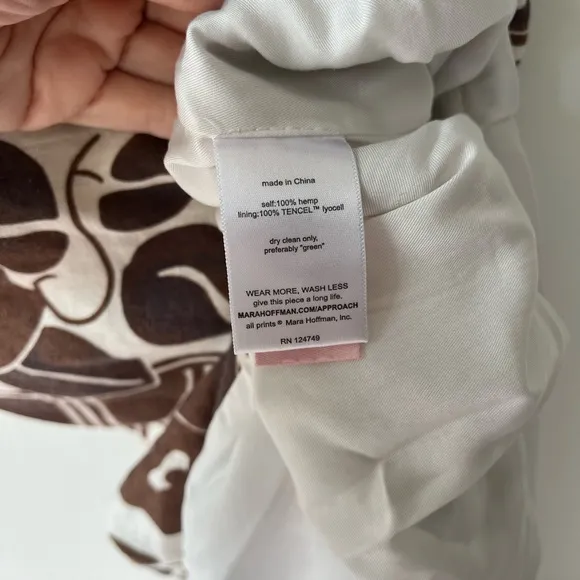 made in China
self:100% hemp
lining:100% TENCEL™ lyocell
dry clean only,
preferably "green"
WEAR MORE, WASH LESS
give this piece a long life.
MARAHOFFMAN.COM/APPROACH
all prints © Mara Hoffman, Inc.
RN 124749